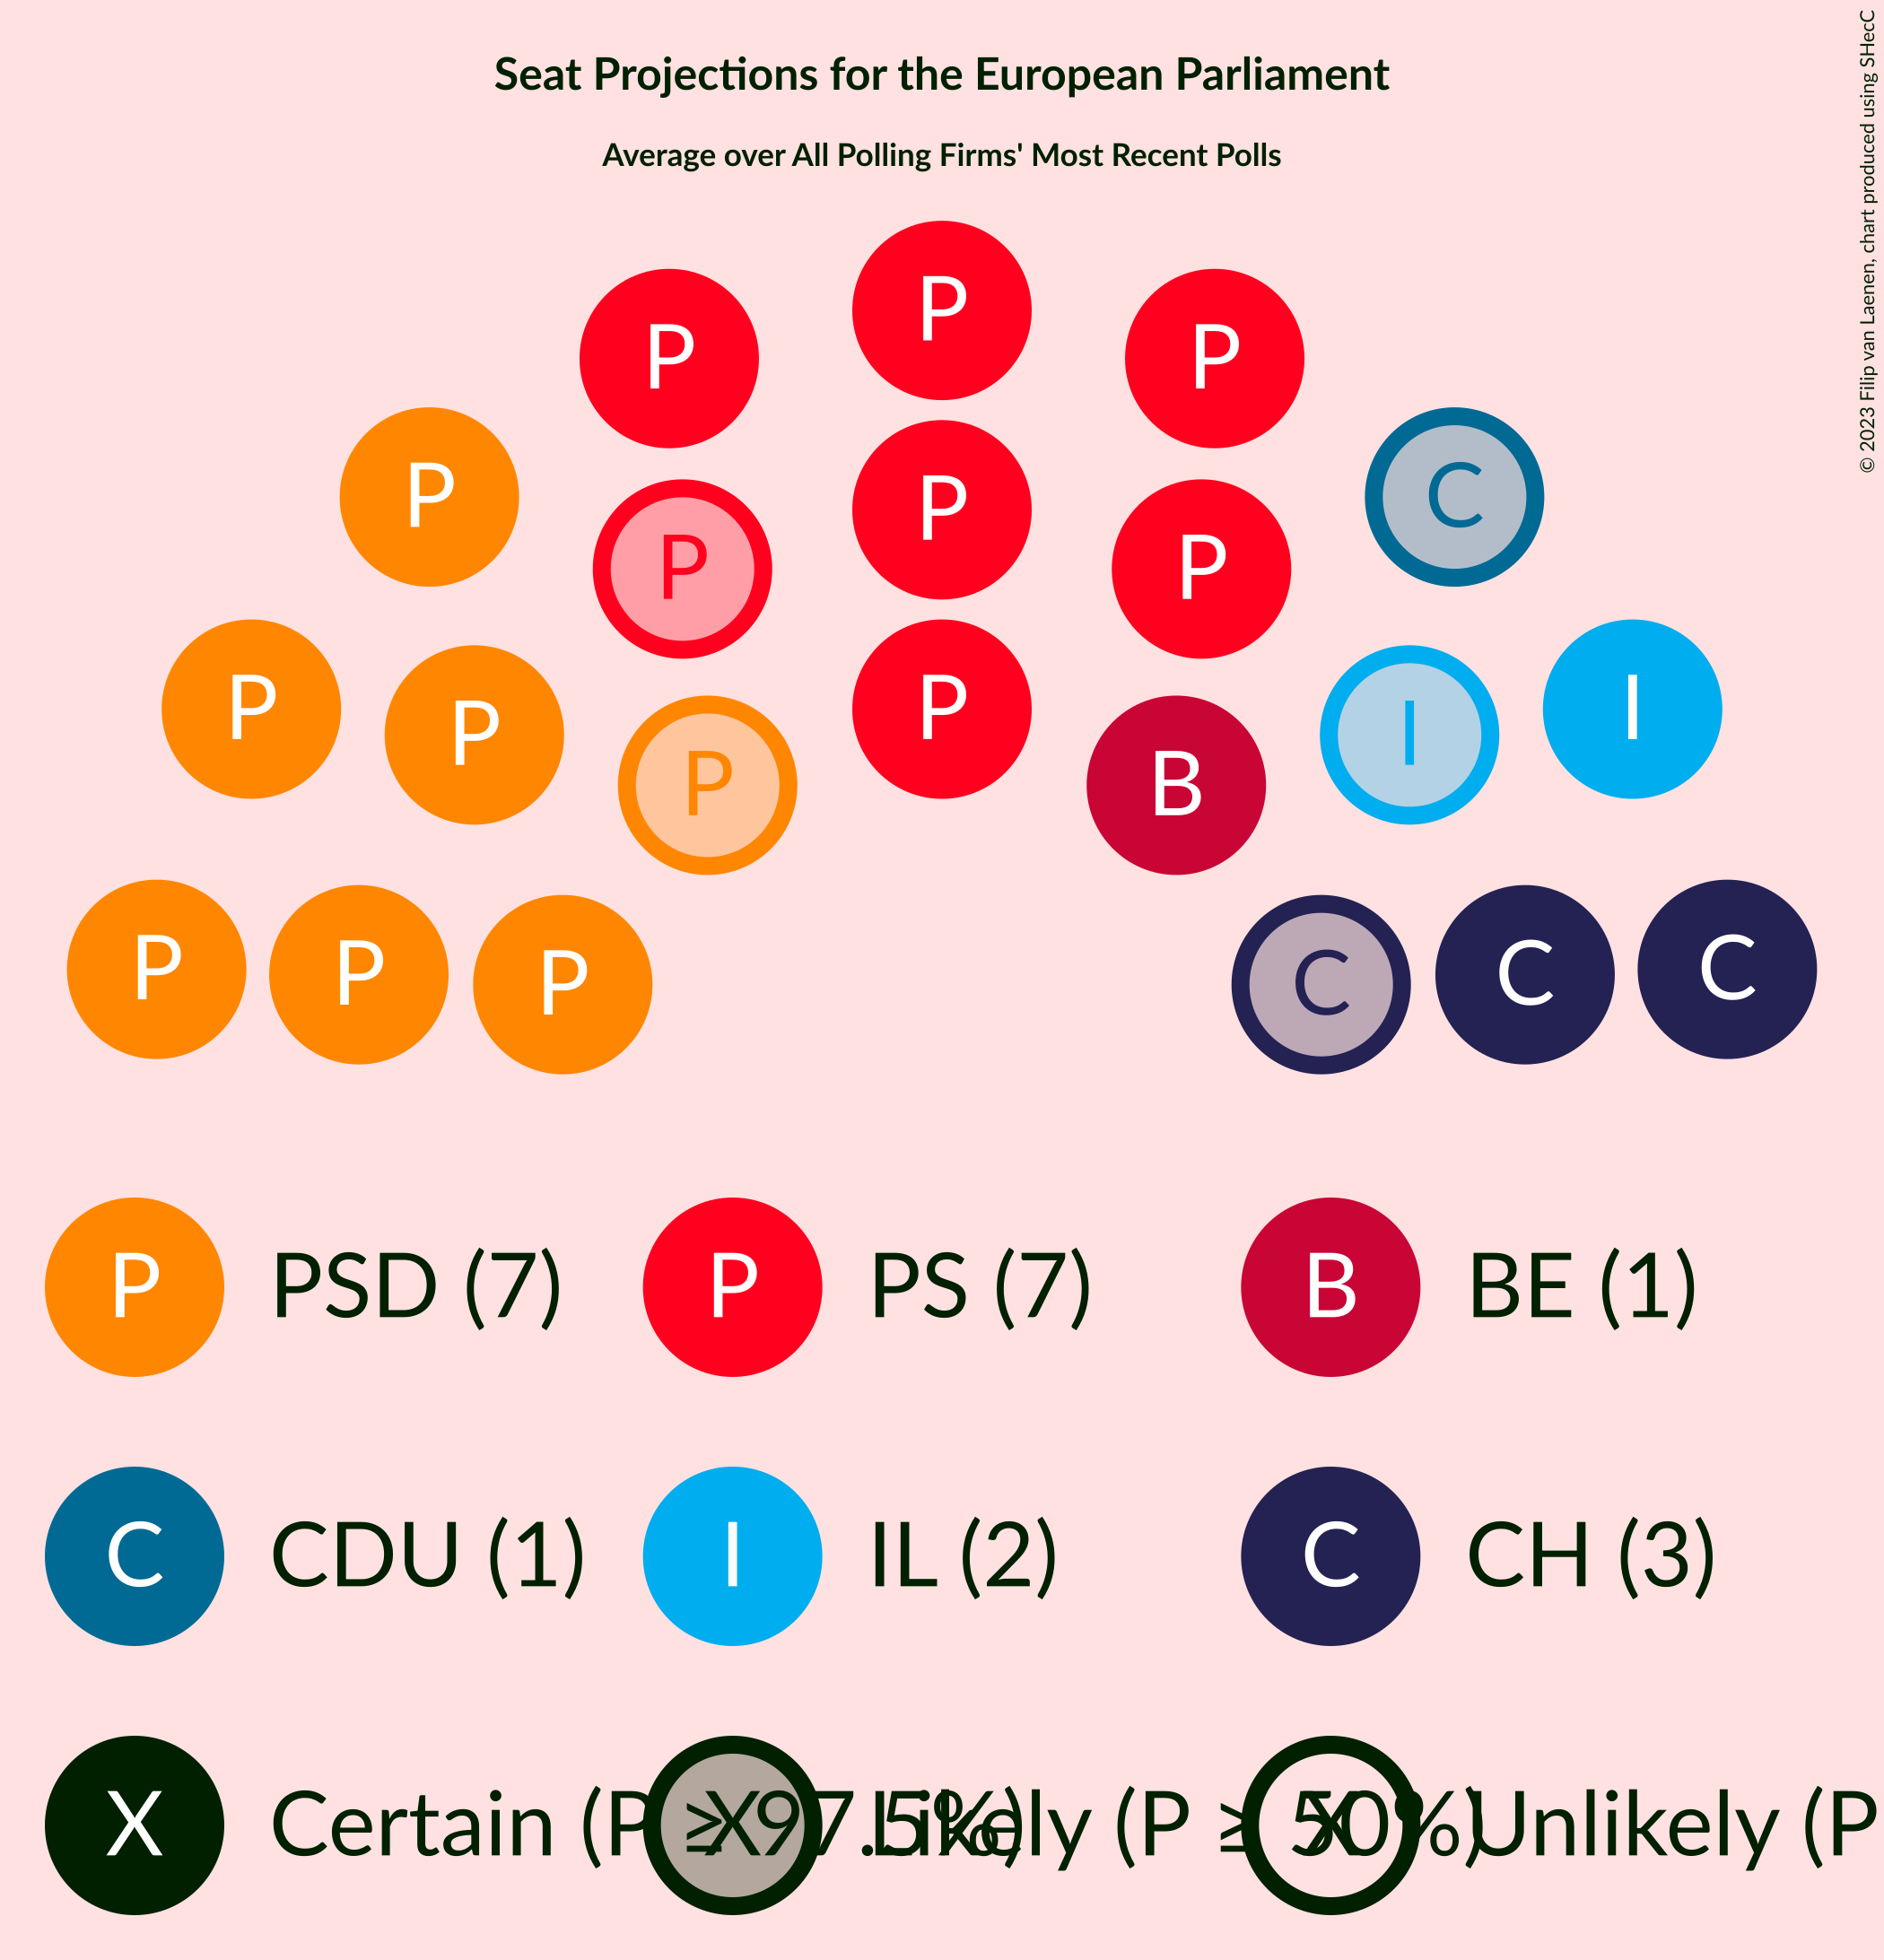 Seat Projections for the European Parliament
Average over All Polling Firms' Most Recent Polls
© 2023 Filip van Laenen, chart produced using SHecC
P
P P
P C
P
P P P
P I
P P I
P B
P P P C C C
P PSD (7) P PS (7) B BE (1)
C CDU (1) I IL (2) C CH (3)
X Certain (P ≥ 97.5%) X Likely (P ≥ 50%) X Unlikely (P